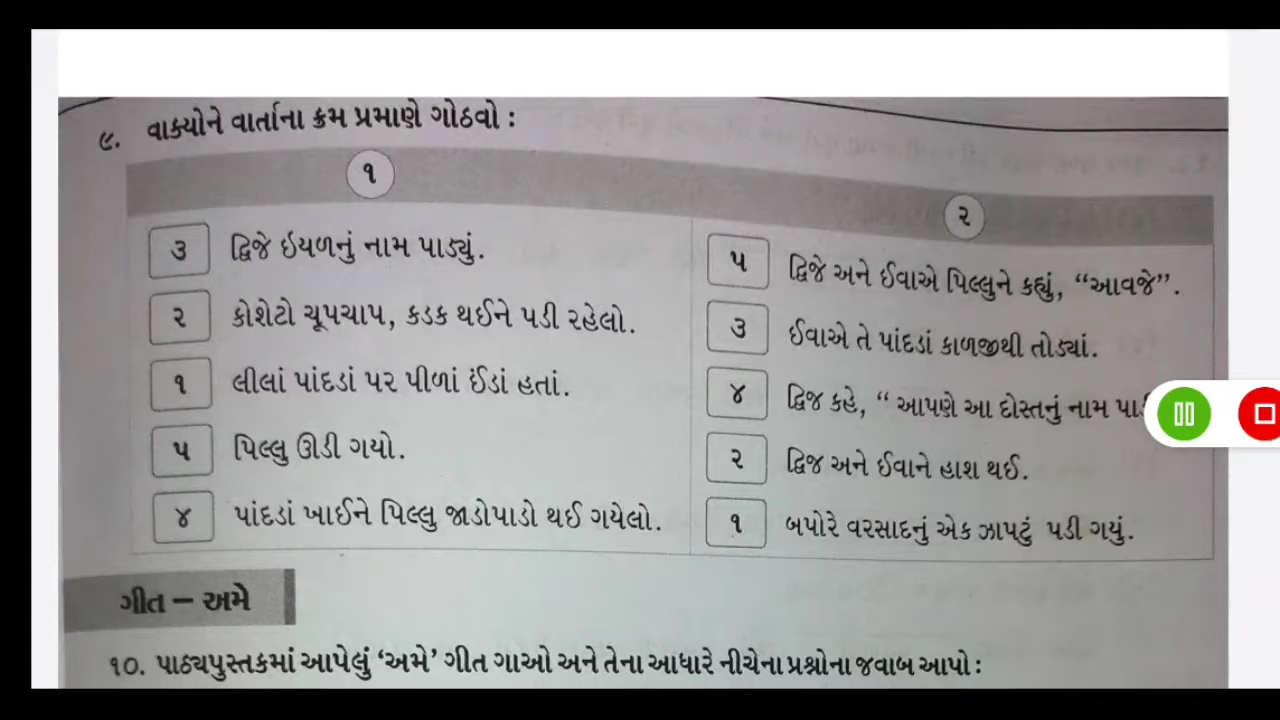 ૯. વાક્યોને વાર્તાના ક્રમ પ્રમાણે ગોઠવો :
૧
૩ દ્વિજે ઇયળનું નામ પાડ્યું.
૨ કોશેટો ચૂપચાપ, કડક થઈને પડી રહેલો.
૧ લીલાં પાંદડાં પર પીળાં ઈંડાં હતાં.
૫ પિલ્લુ ઊડી ગયો.
૪ પાંદડાં ખાઈને પિલ્લુ જાડોપાડો થઈ ગયેલો.
૨
૫ દ્વિજે અને ઈવાએ પિલ્લુને કહ્યું, “આવજે”.
૩ ઈવાએ તે પાંદડાં કાળજીથી તોડ્યાં.
૪ દ્વિજ કહે, “ આપણે આ દોસ્તનું નામ
૨ દ્વિજ અને ઈવાને હાશ થઈ.
૧ બપોરે વરસાદનું એક ઝાપટું પડી ગયું.
ગીત – અમે
૧૦. પાઠ્યપુસ્તકમાં આપેલું ‘અમે’ ગીત ગાઓ અને તેના આધારે નીચેના પ્રશ્નોના જવાબ આપો :